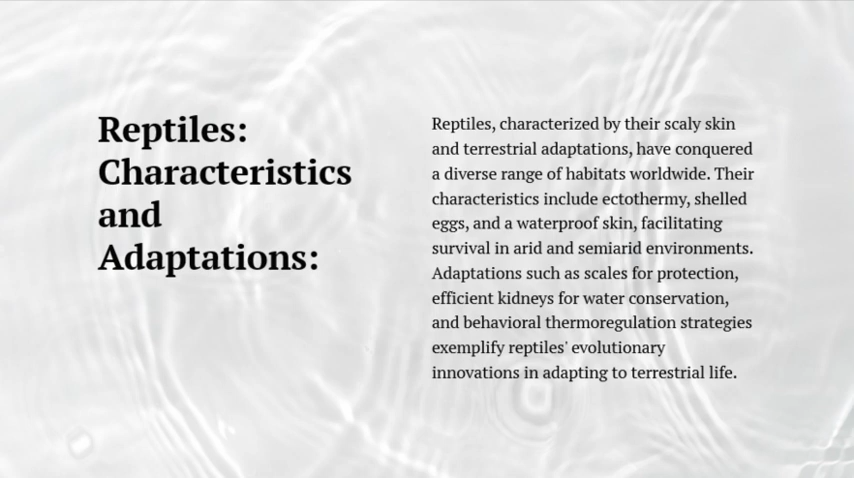 Reptiles:
Characteristics
and
Adaptations:
Reptiles, characterized by their scaly skin
and terrestrial adaptations, have conquered
a diverse range of habitats worldwide. Their
characteristics include ectothermy, shelled
eggs, and a waterproof skin, facilitating
survival in arid and semiarid environments.
Adaptations such as scales for protection,
efficient kidneys for water conservation,
and behavioral thermoregulation strategies
exemplify reptiles' evolutionary
innovations in adapting to terrestrial life.